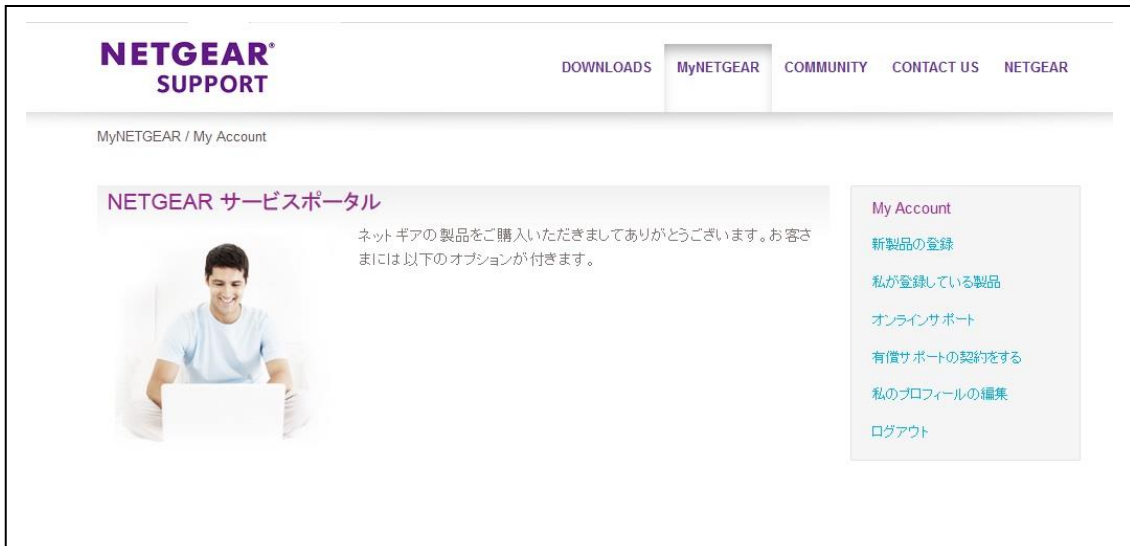 NETGEAR®
SUPPORT
DOWNLOADS MyNETGEAR COMMUNITY CONTACT US NETGEAR
MyNETGEAR / My Account
NETGEAR サービスポータル
ネットギアの製品をご購入いただきましてありがとうございます。お客さ
まには以下のオプションが付きます。
My Account
新製品の登録
私が登録している製品
オンラインサポート
有償サポートの契約をする
私のプロフィールの編集
ログアウト